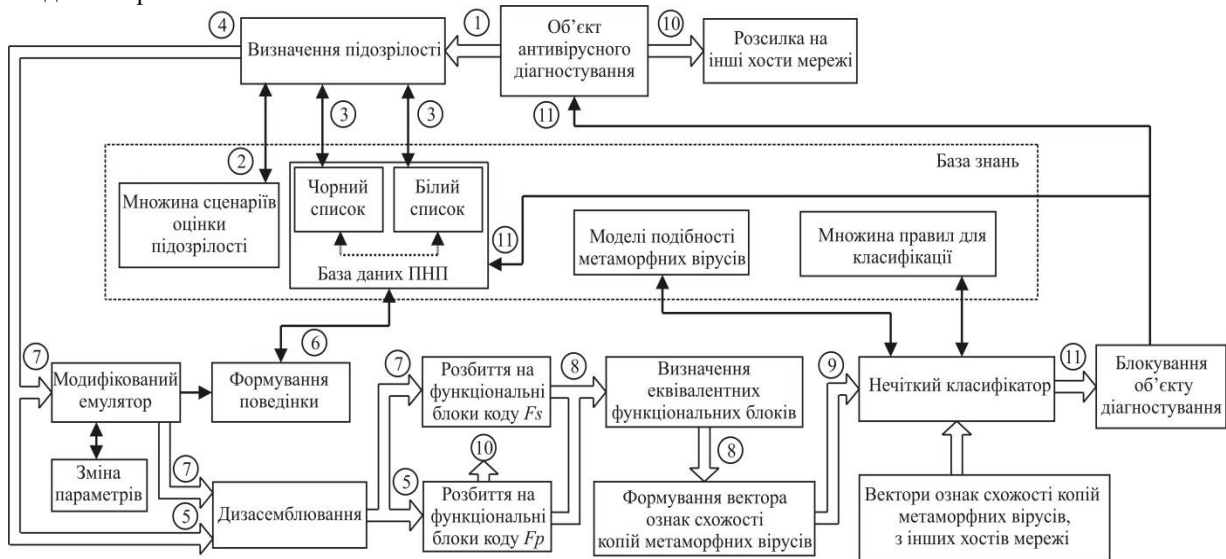 ④
Визначення підозрілості
①
Об’єкт
антивірусного
діагностування
⑩
Розсилка на
інші хости мережі
③
③
⑪
②
База знань
Множина сценаріїв
оцінки
підозрілості
Чорний
список
Білий
список
База даних ПНП
⑪
Моделі подібності
метаморфних вірусів
Множина правил для
класифікації
⑥
⑦
Модифікований
емулятор
Формування
поведінки
⑦
Розбиття на
функціональні
блоки коду Fs
⑧
Визначення
еквівалентних
функціональних блоків
⑨
Нечіткий класифікатор
⑪
Блокування
об’єкту
діагностування
Зміна
параметрів
⑦
⑤
Дизасемблювання
⑤
⑩
Розбиття на
функціональні
блоки коду Fp
⑧
Формування вектора
ознак схожості
копій метаморфних вірусів
Вектори ознак схожості копій
метаморфних вірусів,
з інших хостів мережі